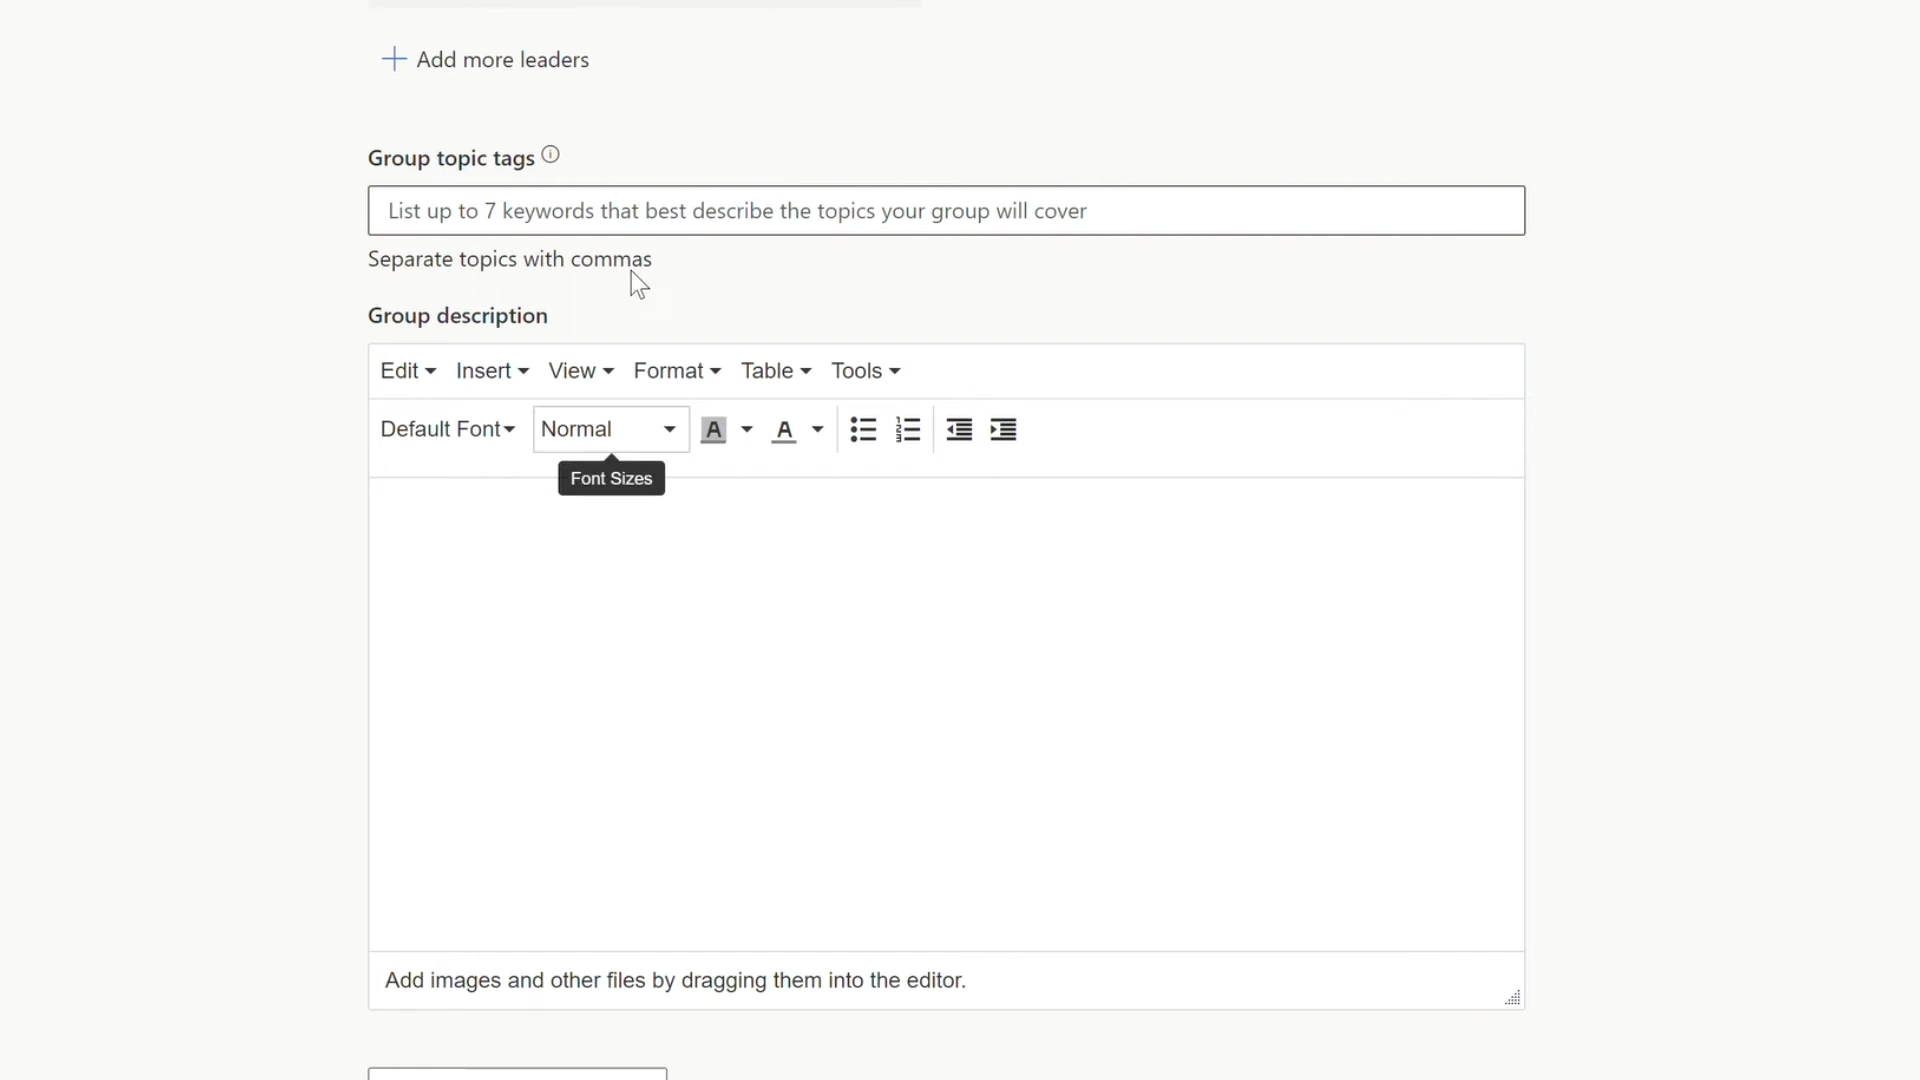 Add more leaders
Group topic tags
List up to 7 keywords that best describe the topics your group will cover
Separate topics with commas
Group description
Edit Insert View Format Table Tools
Default Font Normal A A
Font Sizes
Add images and other files by dragging them into the editor.